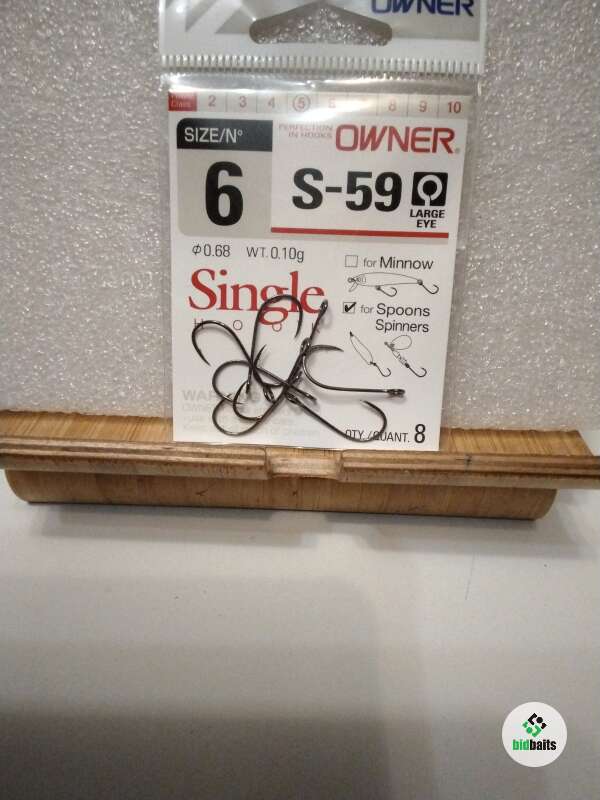 OWNER
Class 2 3 4 5 8 9 10
SIZE/N°
6
PERFECTION
IN HOOKS
OWNER
S-59
LARGE
EYE
φ0.68 WT. 0.10g
Single
for Minnow
for Spoons
Spinners
QTY./QUANT. 8
bidbaits